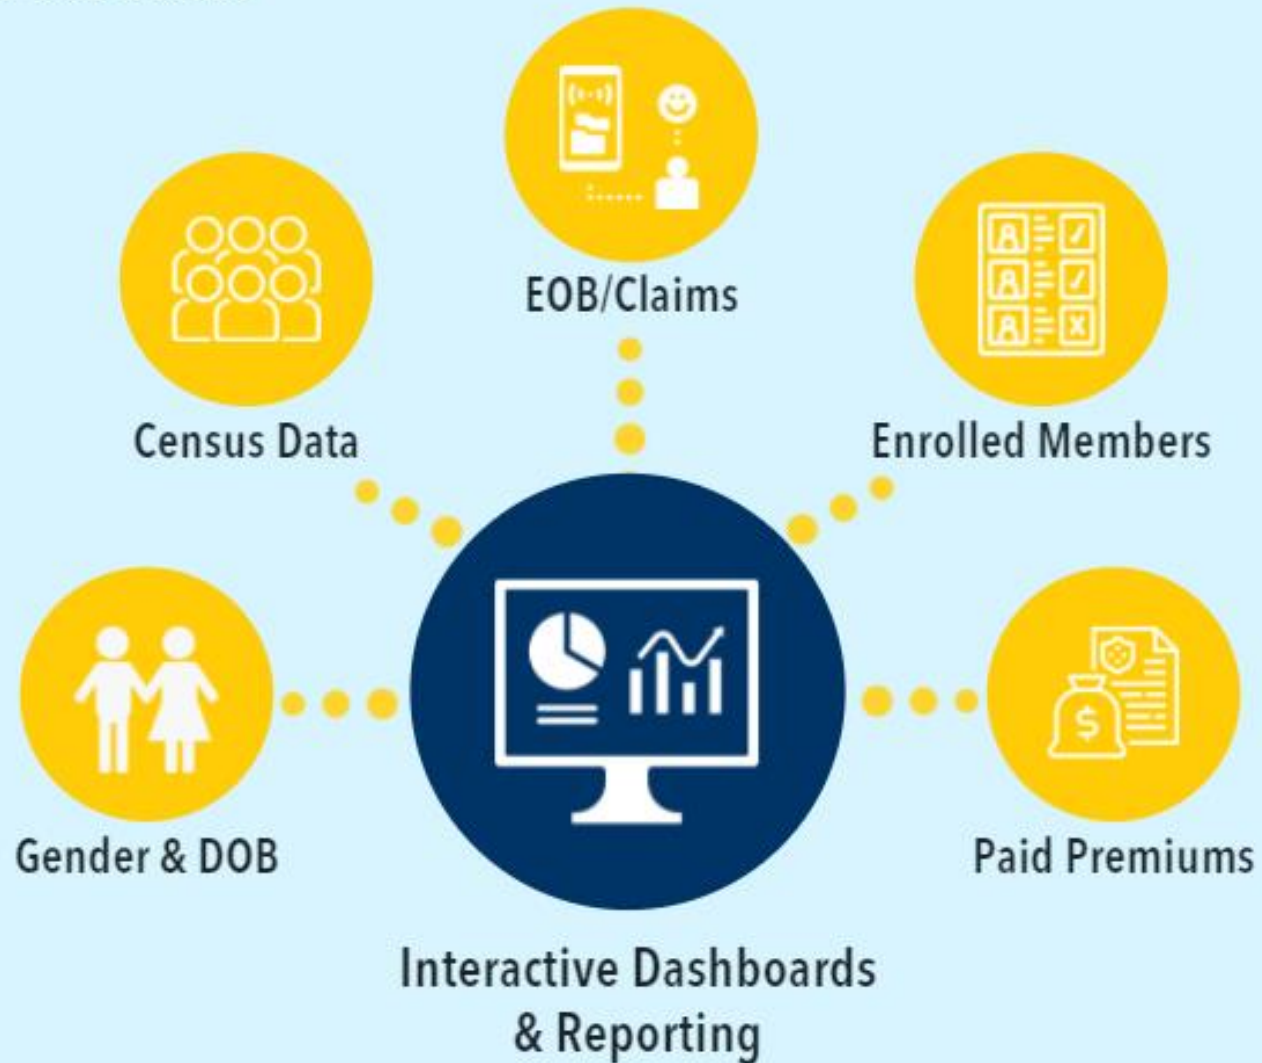 EOB/Claims
Census Data
Enrolled Members
$
Gender & DOB
Paid Premiums
Interactive Dashboards
& Reporting